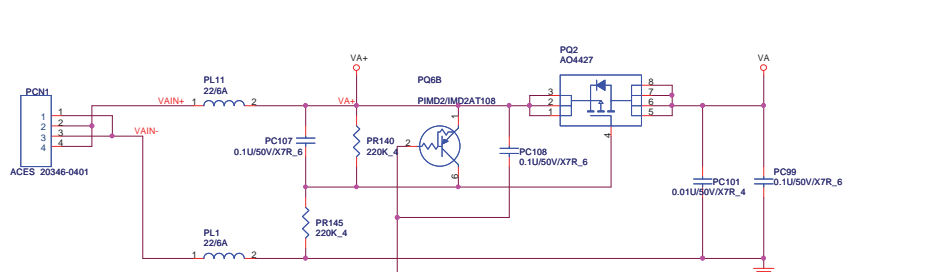 PQ2
AO4427
VA+
VA
PL11
22/6A
PQ6B
8
PCN1
3
7
VAIN+ 1 2
VA+
PIMD2/IMD2AT108
2
6
1
1
1
5
2
VAIN-
3
PC107
0.1U/50V/X7R_6
PR140
220K_4
2
4
4
PC108
0.1U/50V/X7R_6
1
2
3
4
ACES 20346-0401
6
PC101
0.01U/50V/X7R_4
PC99
0.1U/50V/X7R_6
PR145
220K_4
PL1
22/6A
1 2